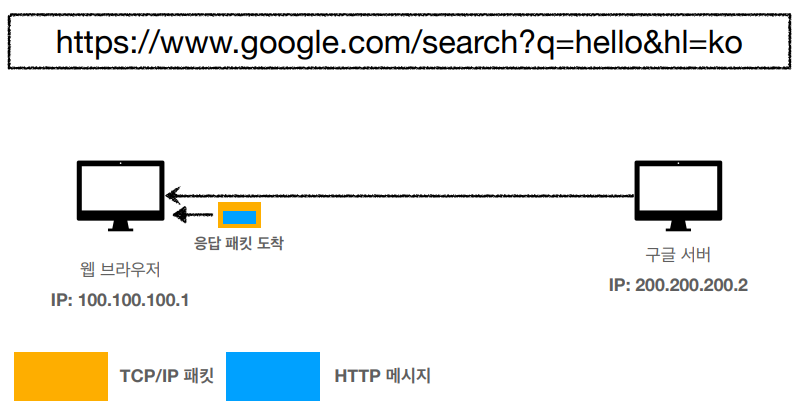 https://www.google.com/search?q=hello&hl=ko
응답 패킷 도착
웹 브라우저
IP: 100.100.100.1
구글 서버
IP: 200.200.200.2
TCP/IP 패킷
HTTP 메시지